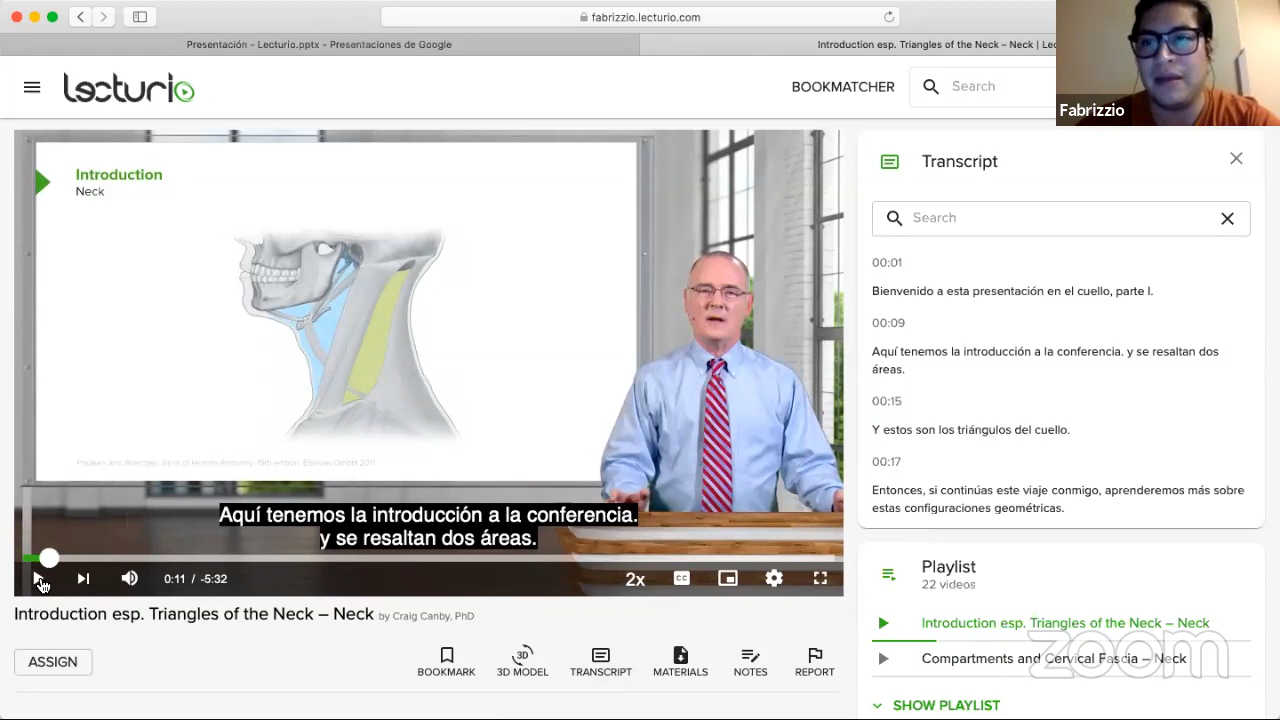 fabrizzio.lecturio.com
Presentación - Lecturio.pptx - Presentaciones de Google
Introduction esp. Triangles of the Neck – Neck | Lec
Fabrizzio
lecturio
BOOKMATCHER
Search
Introduction
Neck
Aquí tenemos la introducción a la conferencia.
y se resaltan dos áreas.
0:11 / -5:32
2x
CC
Introduction esp. Triangles of the Neck – Neck by Craig Canby, PhD
ASSIGN
BOOKMARK
3D
3D MODEL
TRANSCRIPT
MATERIALS
NOTES
REPORT
Transcript
Search
00:01
Bienvenido a esta presentación en el cuello, parte I.
00:09
Aquí tenemos la introducción a la conferencia. y se resaltan dos
áreas.
00:15
Y estos son los triángulos del cuello.
00:17
Entonces, si continúas este viaje conmigo, aprenderemos más sobre
estas configuraciones geométricas.
Playlist
22 videos
Introduction esp. Triangles of the Neck – Neck
Compartments and Cervical Fascia – Neck
SHOW PLAYLIST
zoom